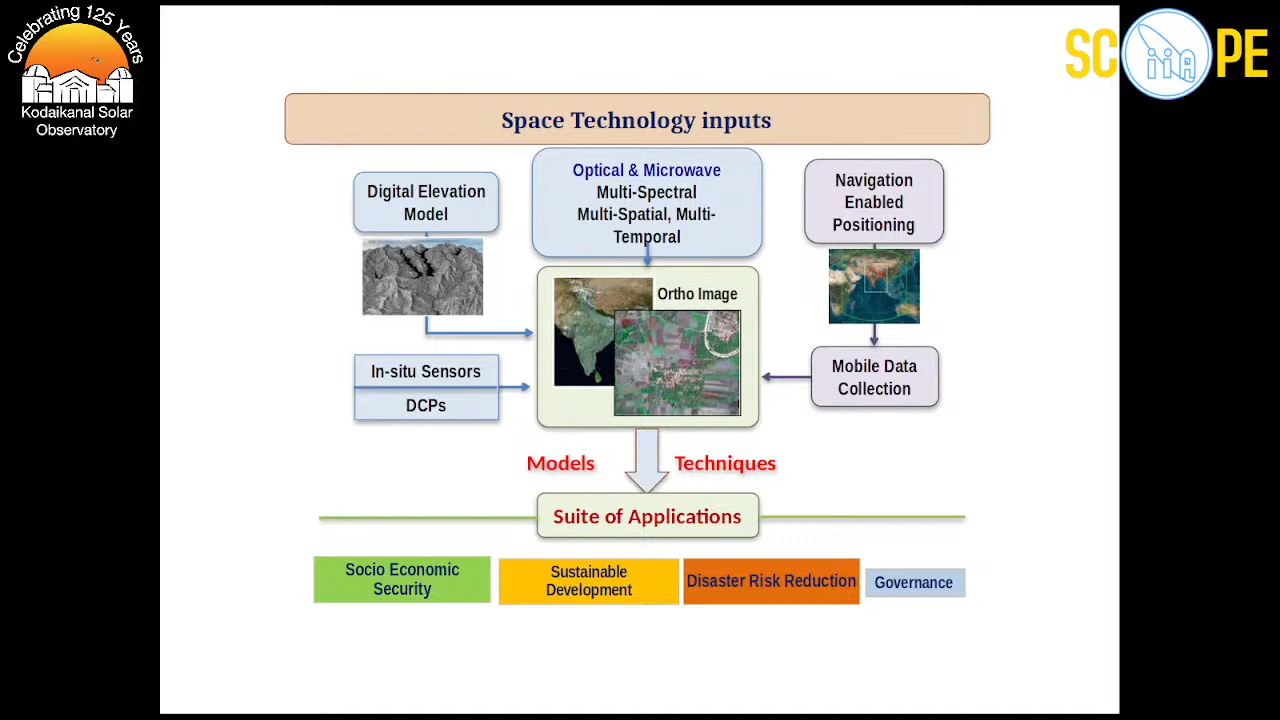 Celebrating 125 Years
Kodaikanal Solar
Observatory
SC iiA PE
Space Technology inputs
Digital Elevation
Model
Optical & Microwave
Multi-Spectral
Multi-Spatial, Multi-
Temporal
Navigation
Enabled
Positioning
Ortho Image
In-situ Sensors
DCPs
Mobile Data
Collection
Models
Techniques
Suite of Applications
Socio Economic
Security
Sustainable
Development
Disaster Risk Reduction
Governance